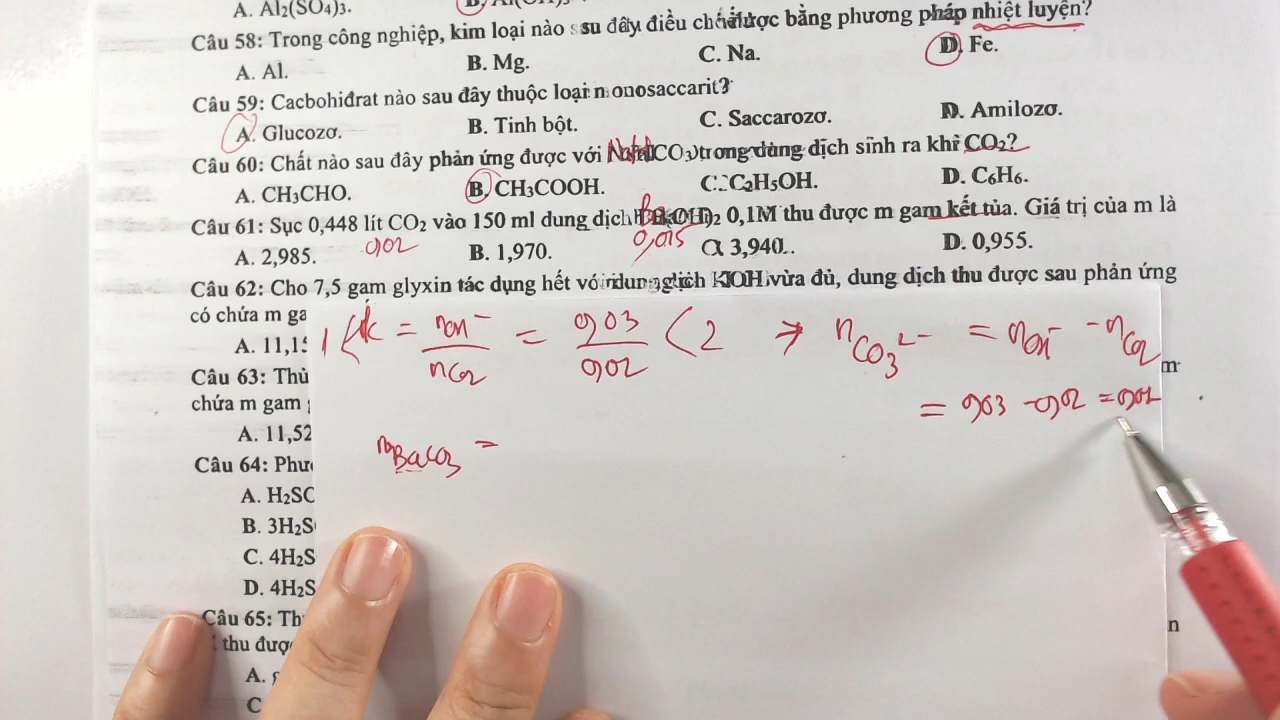 A. Al₂(SO₄)₃.
Câu 58: Trong công nghiệp, kim loại nào sau đây điều chế được bằng phương pháp nhiệt luyện?
A. Al. B. Mg. C. Na. D. Fe.
Câu 59: Cacbohiđrat nào sau đây thuộc loại monosaccarit?
A. Glucozơ. B. Tinh bột. C. Saccarozơ. D. Amilozơ.
Câu 60: Chất nào sau đây phản ứng được với NaHCO₃ trong dung dịch sinh ra khí CO₂?
A. CH₃CHO. B. CH₃COOH. C. C₂H₅OH. D. C₆H₆.
Câu 61: Sục 0,448 lít CO₂ vào 150 ml dung dịch Ba(OH)₂ 0,1M thu được m gam kết tủa. Giá trị của m là
0,02 0,015
A. 2,985. B. 1,970. C. 3,940. D. 0,955.
Câu 62: Cho 7,5 gam glyxin tác dụng hết với dung dịch KOH vừa đủ, dung dịch thu được sau phản ứng
có chứa m ga
1 < k = nOH⁻ / nCO₂ = 0,03 / 0,02 < 2 → nCO₃²⁻ = nOH⁻ - nCO₂
A. 11,15
Câu 63: Thủ m
chứa m gam = 0,03 - 0,02 = 0,01
A. 11,52
mBaCO₃ =
Câu 64: Phư
A. H₂SO
B. 3H₂S
C. 4H₂S
D. 4H₂S
Câu 65: Th n
thu đượ
A.
C